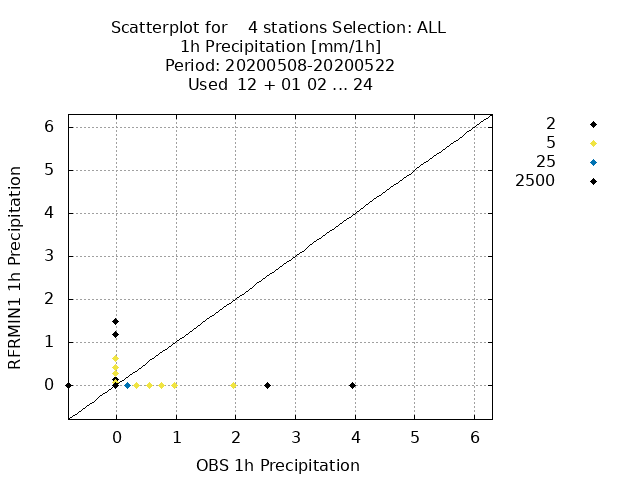 Scatterplot for    4 stations Selection: ALL
1h Precipitation [mm/1h]
Period: 20200508-20200522
Used  12 + 01 02 ... 24
2
5
25
2500
RFRMIN1 1h Precipitation
6
5
4
3
2
1
0
0 1 2 3 4 5 6
OBS 1h Precipitation